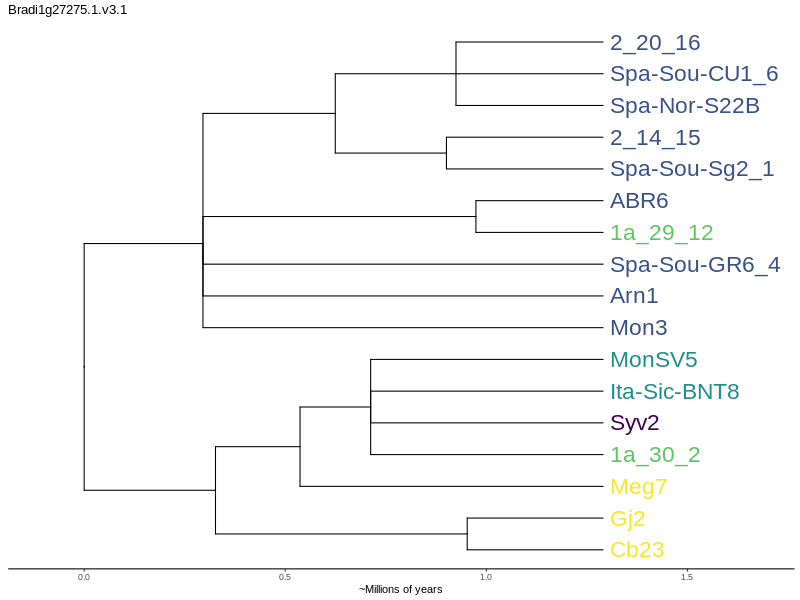 Bradi1g27275.1.v3.1
2_20_16
Spa-Sou-CU1_6
Spa-Nor-S22B
2_14_15
Spa-Sou-Sg2_1
ABR6
1a_29_12
Spa-Sou-GR6_4
Arn1
Mon3
MonSV5
Ita-Sic-BNT8
Syv2
1a_30_2
Meg7
Gj2
Cb23
0.0 0.5 1.0 1.5
~Millions of years